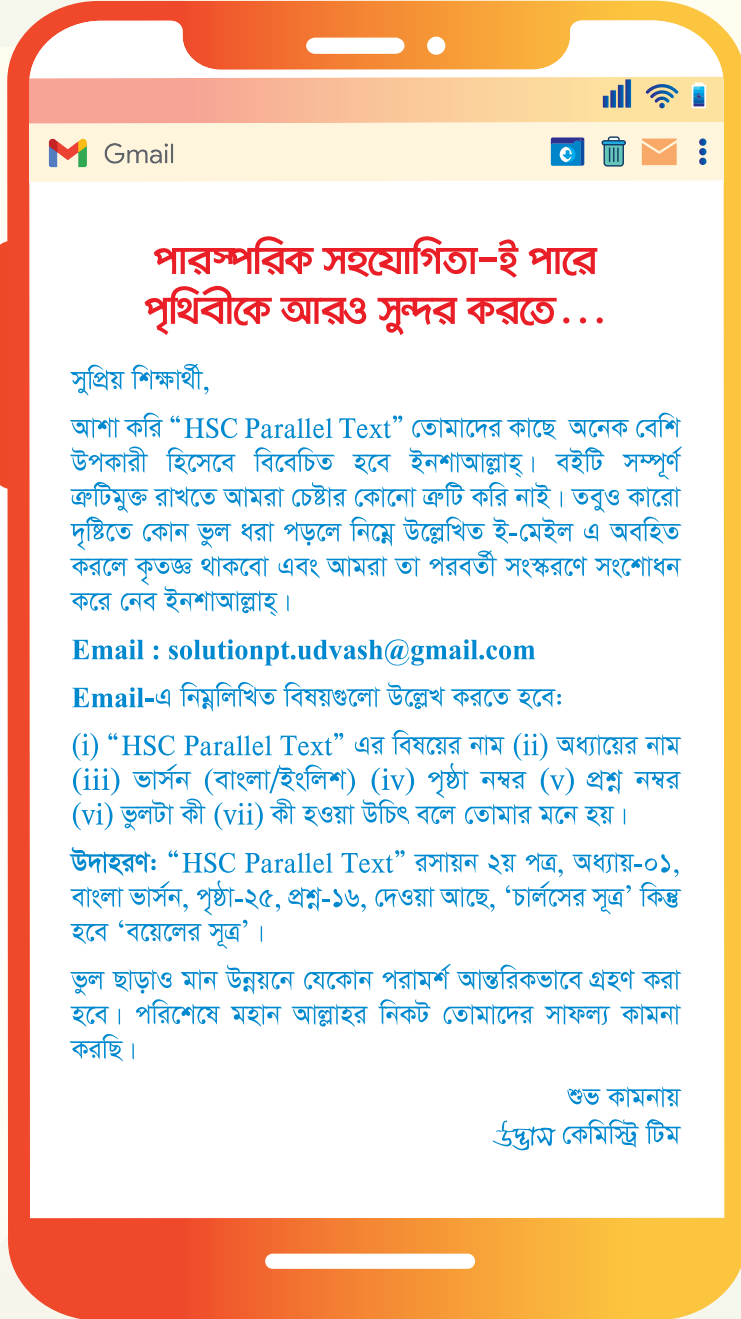 Gmail
পারস্পরিক সহযোগিতা-ই পারে
পৃথিবীকে আরও সুন্দর করতে...
সুপ্রিয় শিক্ষার্থী,
আশা করি “HSC Parallel Text” তোমাদের কাছে অনেক বেশি
উপকারী হিসেবে বিবেচিত হবে ইনশাআল্লাহ্। বইটি সম্পূর্ণ
ত্রুটিমুক্ত রাখতে আমরা চেষ্টার কোনো ত্রুটি করি নাই। তবুও কারো
দৃষ্টিতে কোন ভুল ধরা পড়লে নিম্নে উল্লেখিত ই-মেইল এ অবহিত
করলে কৃতজ্ঞ থাকবো এবং আমরা তা পরবর্তী সংস্করণে সংশোধন
করে নেব ইনশাআল্লাহ্।
Email : solutionpt.udvash@gmail.com
Email-এ নিম্নলিখিত বিষয়গুলো উল্লেখ করতে হবে:
(i) “HSC Parallel Text” এর বিষয়ের নাম (ii) অধ্যায়ের নাম
(iii) ভার্সন (বাংলা/ইংলিশ) (iv) পৃষ্ঠা নম্বর (v) প্রশ্ন নম্বর
(vi) ভুলটা কী (vii) কী হওয়া উচিৎ বলে তোমার মনে হয়।
উদাহরণ: “HSC Parallel Text” রসায়ন ২য় পত্র, অধ্যায়-০১,
বাংলা ভার্সন, পৃষ্ঠা-২৫, প্রশ্ন-১৬, দেওয়া আছে, ‘চার্লসের সূত্র’ কিন্তু
হবে ‘বয়েলের সূত্র’।
ভুল ছাড়াও মান উন্নয়নে যেকোন পরামর্শ আন্তরিকভাবে গ্রহণ করা
হবে। পরিশেষে মহান আল্লাহর নিকট তোমাদের সাফল্য কামনা
করছি।
শুভ কামনায়
উদ্ভাস কেমিস্ট্রি টিম